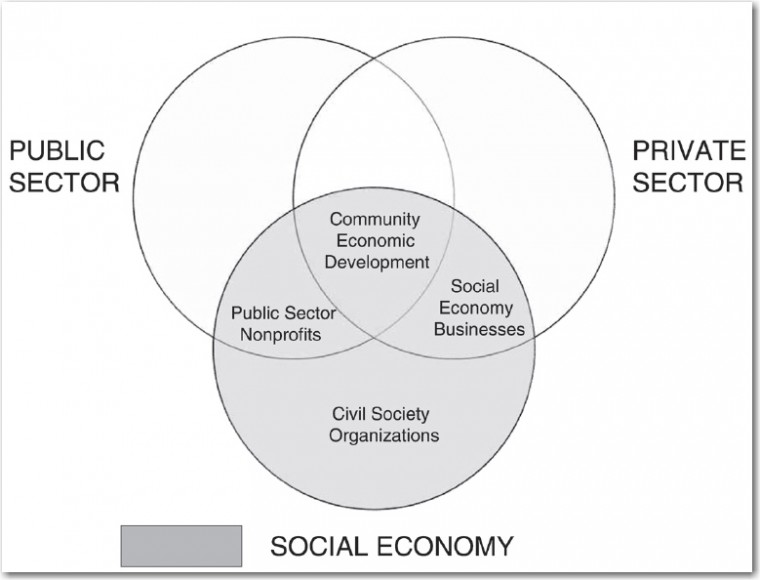 PUBLIC
SECTOR
PRIVATE
SECTOR
Community
Economic
Development
Public Sector
Nonprofits
Social
Economy
Businesses
Civil Society
Organizations
SOCIAL ECONOMY